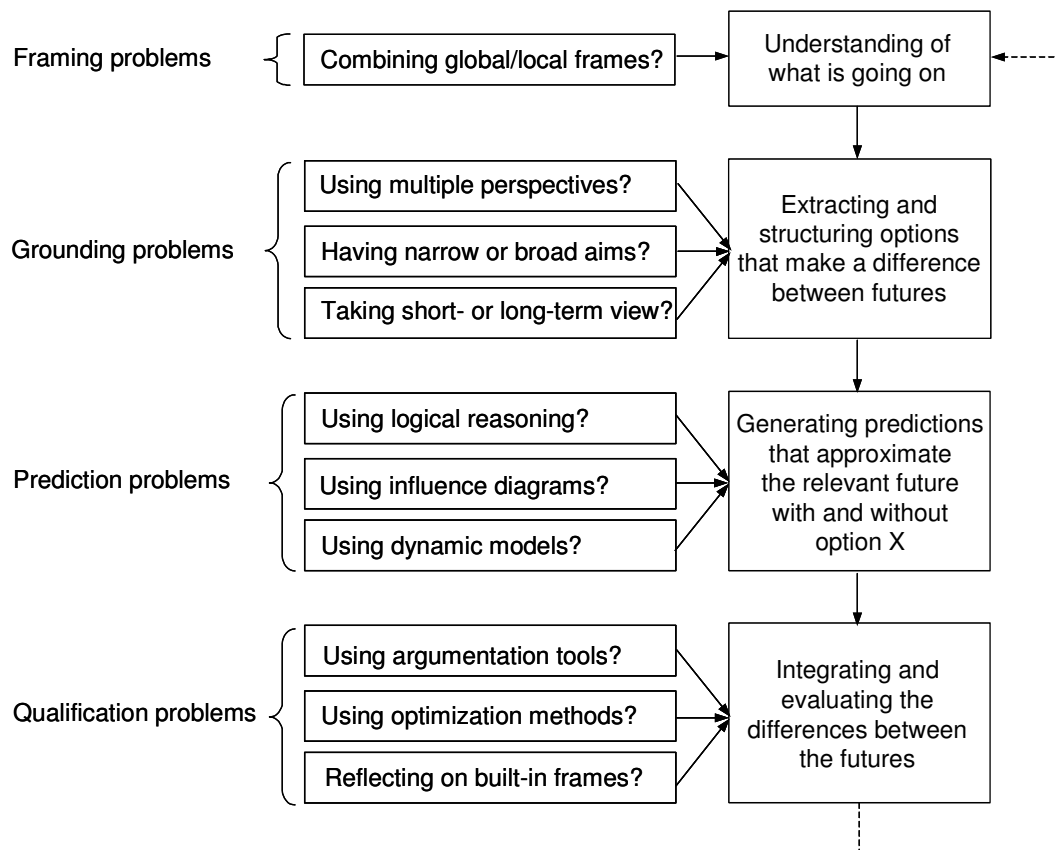 Framing problems
Combining global/local frames?
Understanding of
what is going on
Grounding problems
Using multiple perspectives?
Having narrow or broad aims?
Taking short- or long-term view?
Extracting and
structuring options
that make a difference
between futures
Prediction problems
Using logical reasoning?
Using influence diagrams?
Using dynamic models?
Generating predictions
that approximate
the relevant future
with and without
option X
Qualification problems
Using argumentation tools?
Using optimization methods?
Reflecting on built-in frames?
Integrating and
evaluating the
differences between
the futures